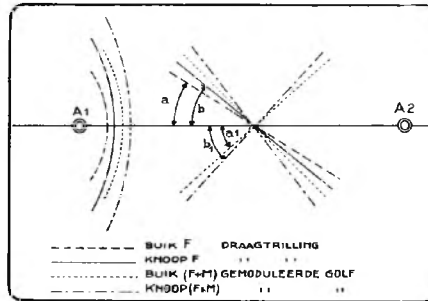 A1
A2
a
b
a1
b1
BUIK F DRAAGTRILLING
KNOOP F " "
BUIK (F+M) GEMODULEERDE GOLF
KNOOP (F+M) " "